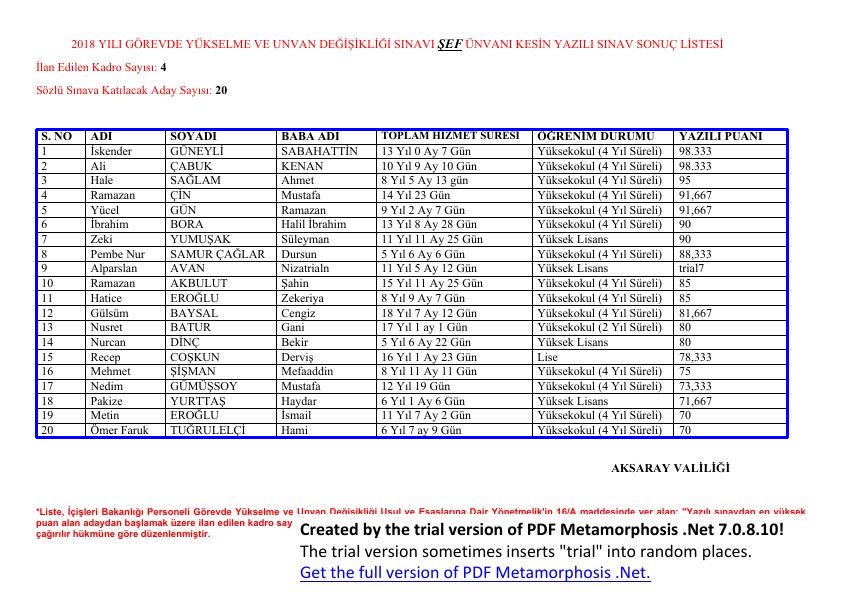 2018 YILI GÖREVDE YÜKSELME VE UNVAN DEĞİŞİKLİĞİ SINAVI ŞEF ÜNVANI KESİN YAZILI SINAV SONUÇ LİSTESİ
İlan Edilen Kadro Sayısı: 4
Sözlü Sınava Katılacak Aday Sayısı: 20
S. NO ADI SOYADI BABA ADI TOPLAM HİZMET SÜRESİ ÖĞRENİM DURUMU YAZILI PUANI
1 İskender GÜNEYLİ SABAHATTİN 13 Yıl 0 Ay 7 Gün Yüksekokul (4 Yıl Süreli) 98.333
2 Ali ÇABUK KENAN 10 Yıl 9 Ay 10 Gün Yüksekokul (4 Yıl Süreli) 98.333
3 Hale SAĞLAM Ahmet 8 Yıl 5 Ay 13 gün Yüksekokul (4 Yıl Süreli) 95
4 Ramazan ÇİN Mustafa 14 Yıl 23 Gün Yüksekokul (4 Yıl Süreli) 91,667
5 Yücel GÜN Ramazan 9 Yıl 2 Ay 7 Gün Yüksekokul (4 Yıl Süreli) 91,667
6 İbrahim BORA Halil İbrahim 13 Yıl 8 Ay 28 Gün Yüksekokul (4 Yıl Süreli) 90
7 Zeki YUMUŞAK Süleyman 11 Yıl 11 Ay 25 Gün Yüksek Lisans 90
8 Pembe Nur SAMUR ÇAĞLAR Dursun 5 Yıl 6 Ay 6 Gün Yüksekokul (4 Yıl Süreli) 88,333
9 Alparslan AVAN Nizatrialn 11 Yıl 5 Ay 12 Gün Yüksek Lisans trial7
10 Ramazan AKBULUT Şahin 15 Yıl 11 Ay 25 Gün Yüksekokul (4 Yıl Süreli) 85
11 Hatice EROĞLU Zekeriya 8 Yıl 9 Ay 7 Gün Yüksekokul (4 Yıl Süreli) 85
12 Gülsüm BAYSAL Cengiz 18 Yıl 7 Ay 12 Gün Yüksekokul (4 Yıl Süreli) 81,667
13 Nusret BATUR Gani 17 Yıl 1 ay 1 Gün Yüksekokul (2 Yıl Süreli) 80
14 Nurcan DİNÇ Bekir 5 Yıl 6 Ay 22 Gün Yüksek Lisans 80
15 Recep COŞKUN Derviş 16 Yıl 1 Ay 23 Gün Lise 78,333
16 Mehmet ŞİŞMAN Mefaaddin 8 Yıl 11 Ay 11 Gün Yüksekokul (4 Yıl Süreli) 75
17 Nedim GÜMÜŞSOY Mustafa 12 Yıl 19 Gün Yüksekokul (4 Yıl Süreli) 73,333
18 Pakize YURTTAŞ Haydar 6 Yıl 1 Ay 6 Gün Yüksek Lisans 71,667
19 Metin EROĞLU İsmail 11 Yıl 7 Ay 2 Gün Yüksekokul (4 Yıl Süreli) 70
20 Ömer Faruk TUĞRULELÇİ Hami 6 Yıl 7 ay 9 Gün Yüksekokul (4 Yıl Süreli) 70
AKSARAY VALİLİĞİ
*Liste, İçişleri Bakanlığı Personeli Görevde Yükselme ve Unvan Değişikliği Usul ve Esaslarına Dair Yönetmelik'in 16/A maddesinde yer alan; "Yazılı sınavdan en yüksek
puan alan adaydan başlamak üzere ilan edilen kadro say
çağırılır hükmüne göre düzenlenmiştir.
Created by the trial version of PDF Metamorphosis .Net 7.0.8.10!
The trial version sometimes inserts "trial" into random places.
Get the full version of PDF Metamorphosis .Net.